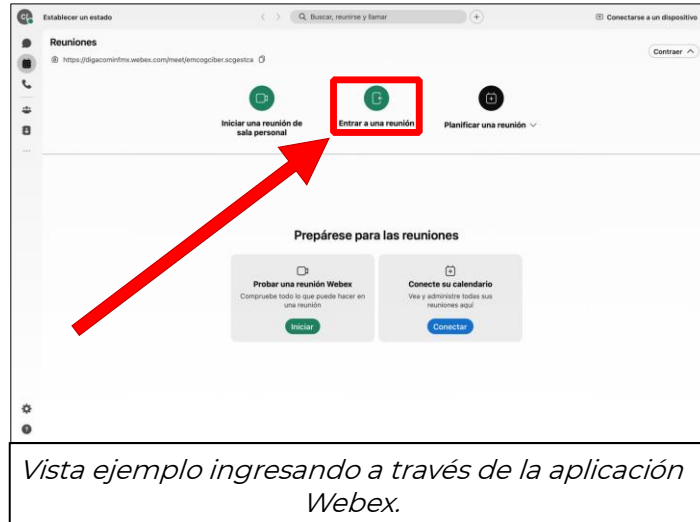 CL Establecer un estado
Buscar, reunirse y llamar
Conectarse a un dispositivo
Reuniones
https://digacominfmx.webex.com/meet/emcogciber.scgestca
Contraer
Iniciar una reunión de
sala personal
Entrar a una reunión
Planificar una reunión
Prepárese para las reuniones
Probar una reunión Webex
Compruebe todo lo que puede hacer en
una reunión
Iniciar
Conecte su calendario
Vea y administre todas sus
reuniones aquí
Conectar
Vista ejemplo ingresando a través de la aplicación
Webex.